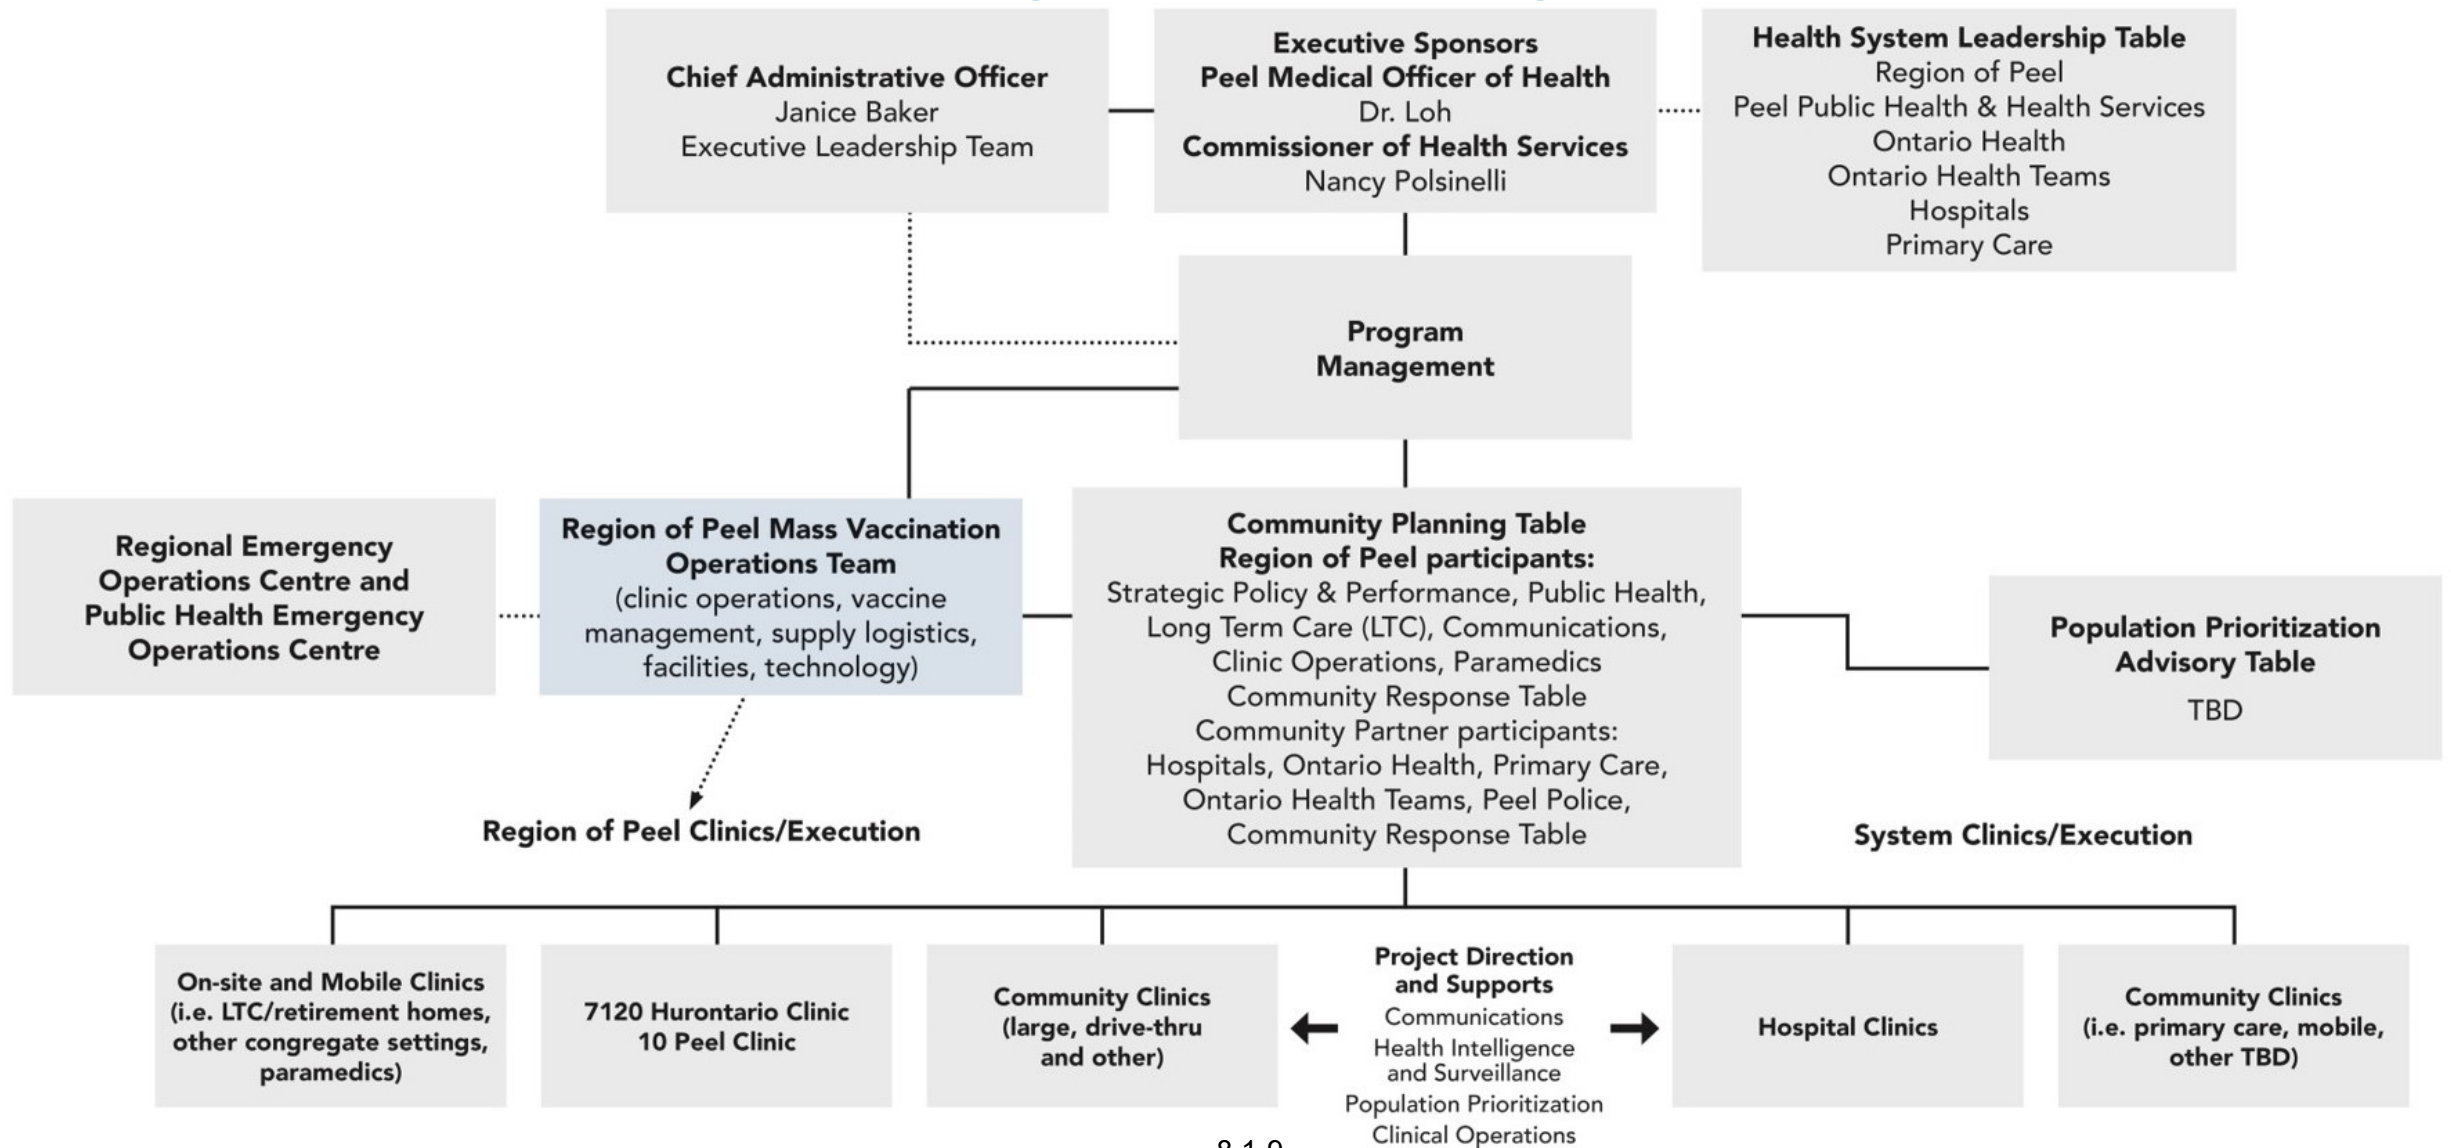 Chief Administrative Officer
Janice Baker
Executive Leadership Team
Executive Sponsors
Peel Medical Officer of Health
Dr. Loh
Commissioner of Health Services
Nancy Polsinelli
Health System Leadership Table
Region of Peel
Peel Public Health & Health Services
Ontario Health
Ontario Health Teams
Hospitals
Primary Care
Program
Management
Regional Emergency
Operations Centre and
Public Health Emergency
Operations Centre
Region of Peel Mass Vaccination
Operations Team
(clinic operations, vaccine
management, supply logistics,
facilities, technology)
Community Planning Table
Region of Peel participants:
Strategic Policy & Performance, Public Health,
Long Term Care (LTC), Communications,
Clinic Operations, Paramedics
Community Response Table
Community Partner participants:
Hospitals, Ontario Health, Primary Care,
Ontario Health Teams, Peel Police,
Community Response Table
Population Prioritization
Advisory Table
TBD
Region of Peel Clinics/Execution
System Clinics/Execution
On-site and Mobile Clinics
(i.e. LTC/retirement homes,
other congregate settings,
paramedics)
7120 Hurontario Clinic
10 Peel Clinic
Community Clinics
(large, drive-thru
and other)
Project Direction
and Supports
Communications
Health Intelligence
and Surveillance
Population Prioritization
Clinical Operations
Hospital Clinics
Community Clinics
(i.e. primary care, mobile,
other TBD)